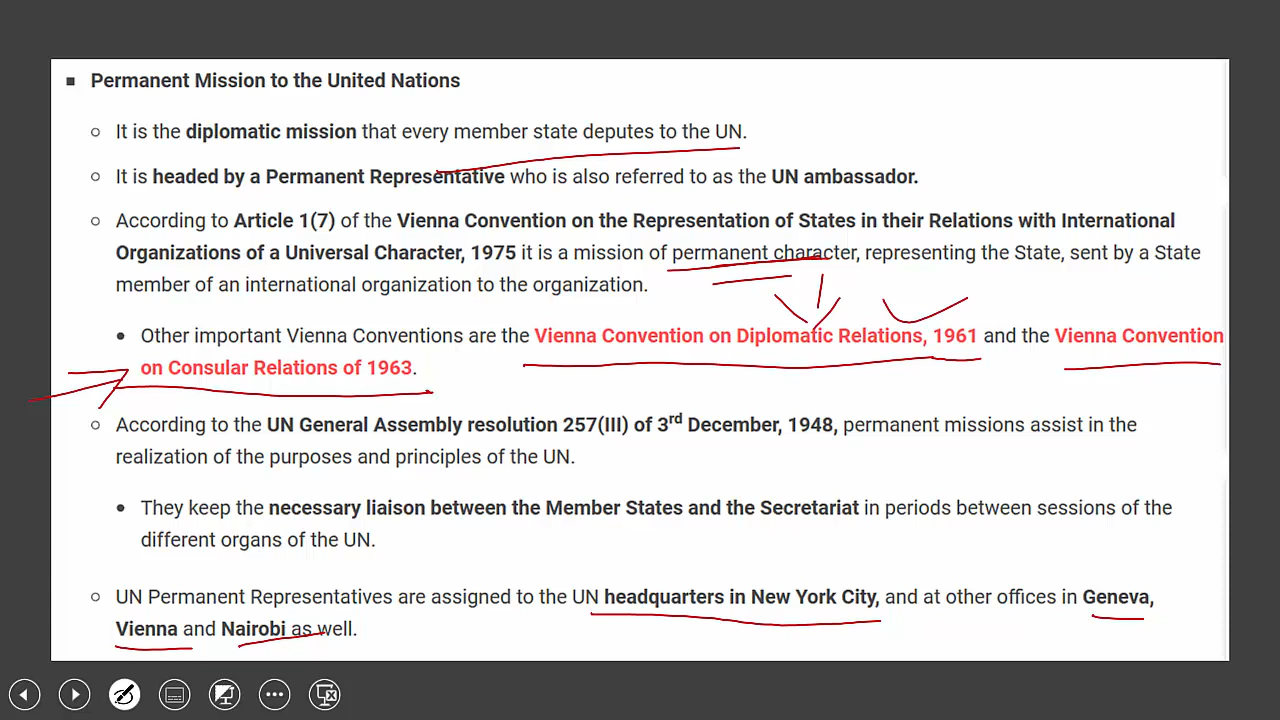 Permanent Mission to the United Nations
It is the diplomatic mission that every member state deputes to the UN.
It is headed by a Permanent Representative who is also referred to as the UN ambassador.
According to Article 1(7) of the Vienna Convention on the Representation of States in their Relations with International
Organizations of a Universal Character, 1975 it is a mission of permanent character, representing the State, sent by a State
member of an international organization to the organization.
Other important Vienna Conventions are the Vienna Convention on Diplomatic Relations, 1961 and the Vienna Convention
on Consular Relations of 1963.
According to the UN General Assembly resolution 257(III) of 3rd December, 1948, permanent missions assist in the
realization of the purposes and principles of the UN.
They keep the necessary liaison between the Member States and the Secretariat in periods between sessions of the
different organs of the UN.
UN Permanent Representatives are assigned to the UN headquarters in New York City, and at other offices in Geneva,
Vienna and Nairobi as well.